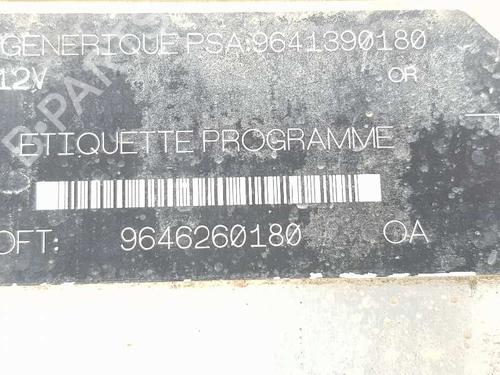 GENERIQUE PSA:9641390180
12V OR
ETIQUETTE PROGRAMME
OFT: 9646260180 OA